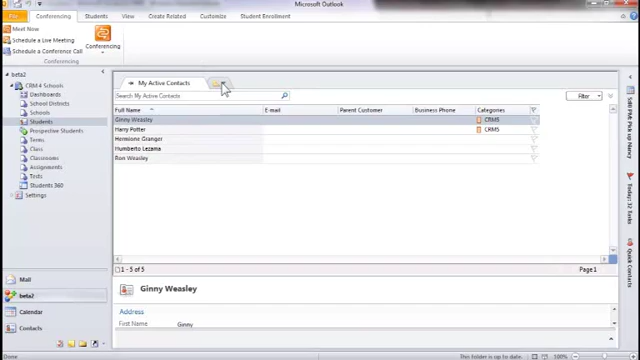 Microsoft Outlook
File Conferencing Students View Create Related Customize Student Enrollment
Meet Now
Schedule a Live Meeting
Schedule a Conference Call
Conferencing
Conferencing
beta2
CRM 4 Schools
Dashboards
School Districts
Schools
Students
Prospective Students
Terms
Class
Classrooms
Assignments
Tests
Students 360
Settings
Mail
beta2
Calendar
Contacts
My Active Contacts
Search My Active Contacts
Filter
Full Name E-mail Parent Customer Business Phone Categories
Ginny Weasley CRM5
Harry Potter CRM5
Hermione Granger
Humberto Lezama
Ron Weasley
1 - 5 of 5 Page1
Ginny Weasley
Address
First Name Ginny
Today: 32 Tasks
Quick Contacts
Done
This folder is up to date.
100%